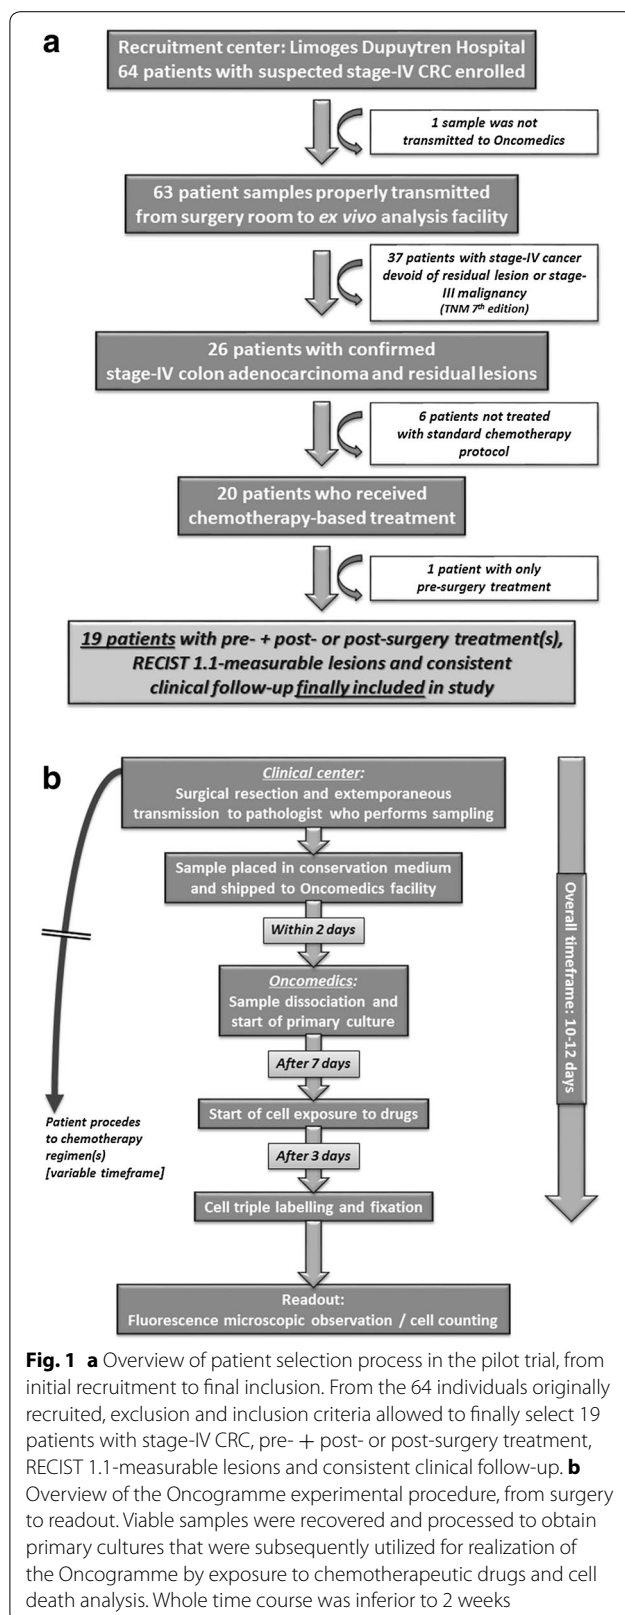 a
Recruitment center: Limoges Dupuytren Hospital
64 patients with suspected stage-IV CRC enrolled
1 sample was not
transmitted to Oncomedics
63 patient samples properly transmitted
from surgery room to ex vivo analysis facility
37 patients with stage-IV cancer
devoid of residual lesion or stage-
III malignancy
(TNM 7th edition)
26 patients with confirmed
stage-IV colon adenocarcinoma and residual lesions
6 patients not treated
with standard chemotherapy
protocol
20 patients who received
chemotherapy-based treatment
1 patient with only
pre-surgery treatment
19 patients with pre- + post- or post-surgery treatment(s),
RECIST 1.1-measurable lesions and consistent
clinical follow-up finally included in study
b
Clinical center:
Surgical resection and extemporaneous
transmission to pathologist who performs sampling
Sample placed in conservation medium
and shipped to Oncomedics facility
Within 2 days
Oncomedics:
Sample dissociation and
start of primary culture
After 7 days
Start of cell exposure to drugs
After 3 days
Cell triple labelling and fixation
Readout:
Fluorescence microscopic observation / cell counting
Patient procedes
to chemotherapy
regimen(s)
[variable timeframe]
Overall timeframe: 10-12 days
Fig. 1 a Overview of patient selection process in the pilot trial, from
initial recruitment to final inclusion. From the 64 individuals originally
recruited, exclusion and inclusion criteria allowed to finally select 19
patients with stage-IV CRC, pre- + post- or post-surgery treatment,
RECIST 1.1-measurable lesions and consistent clinical follow-up. b
Overview of the Oncogramme experimental procedure, from surgery
to readout. Viable samples were recovered and processed to obtain
primary cultures that were subsequently utilized for realization of
the Oncogramme by exposure to chemotherapeutic drugs and cell
death analysis. Whole time course was inferior to 2 weeks